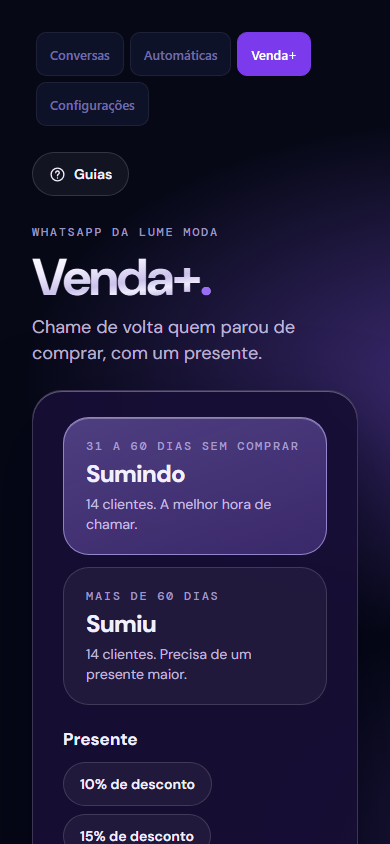 Conversas
Automáticas
Venda+
Configurações
Guias
WHATSAPP DA LUME MODA
Venda+.
Chame de volta quem parou de
comprar, com um presente.
31 A 60 DIAS SEM COMPRAR
Sumindo
14 clientes. A melhor hora de
chamar.
MAIS DE 60 DIAS
Sumiu
14 clientes. Precisa de um
presente maior.
Presente
10% de desconto
15% de desconto